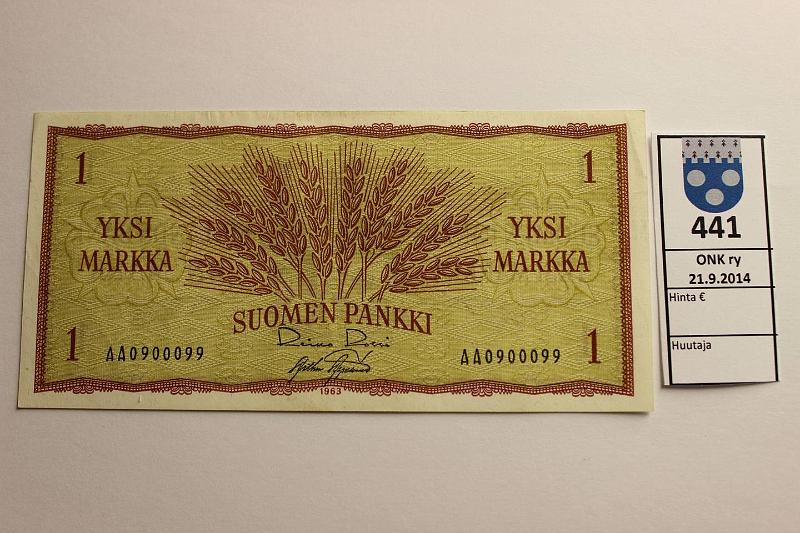 1 1
YKSI
MARKKA
YKSI
MARKKA
SUOMEN PANKKI
1 AA0900099
AA0900099 1
1963
441
ONK ry
21.9.2014
Hinta €
Huutaja